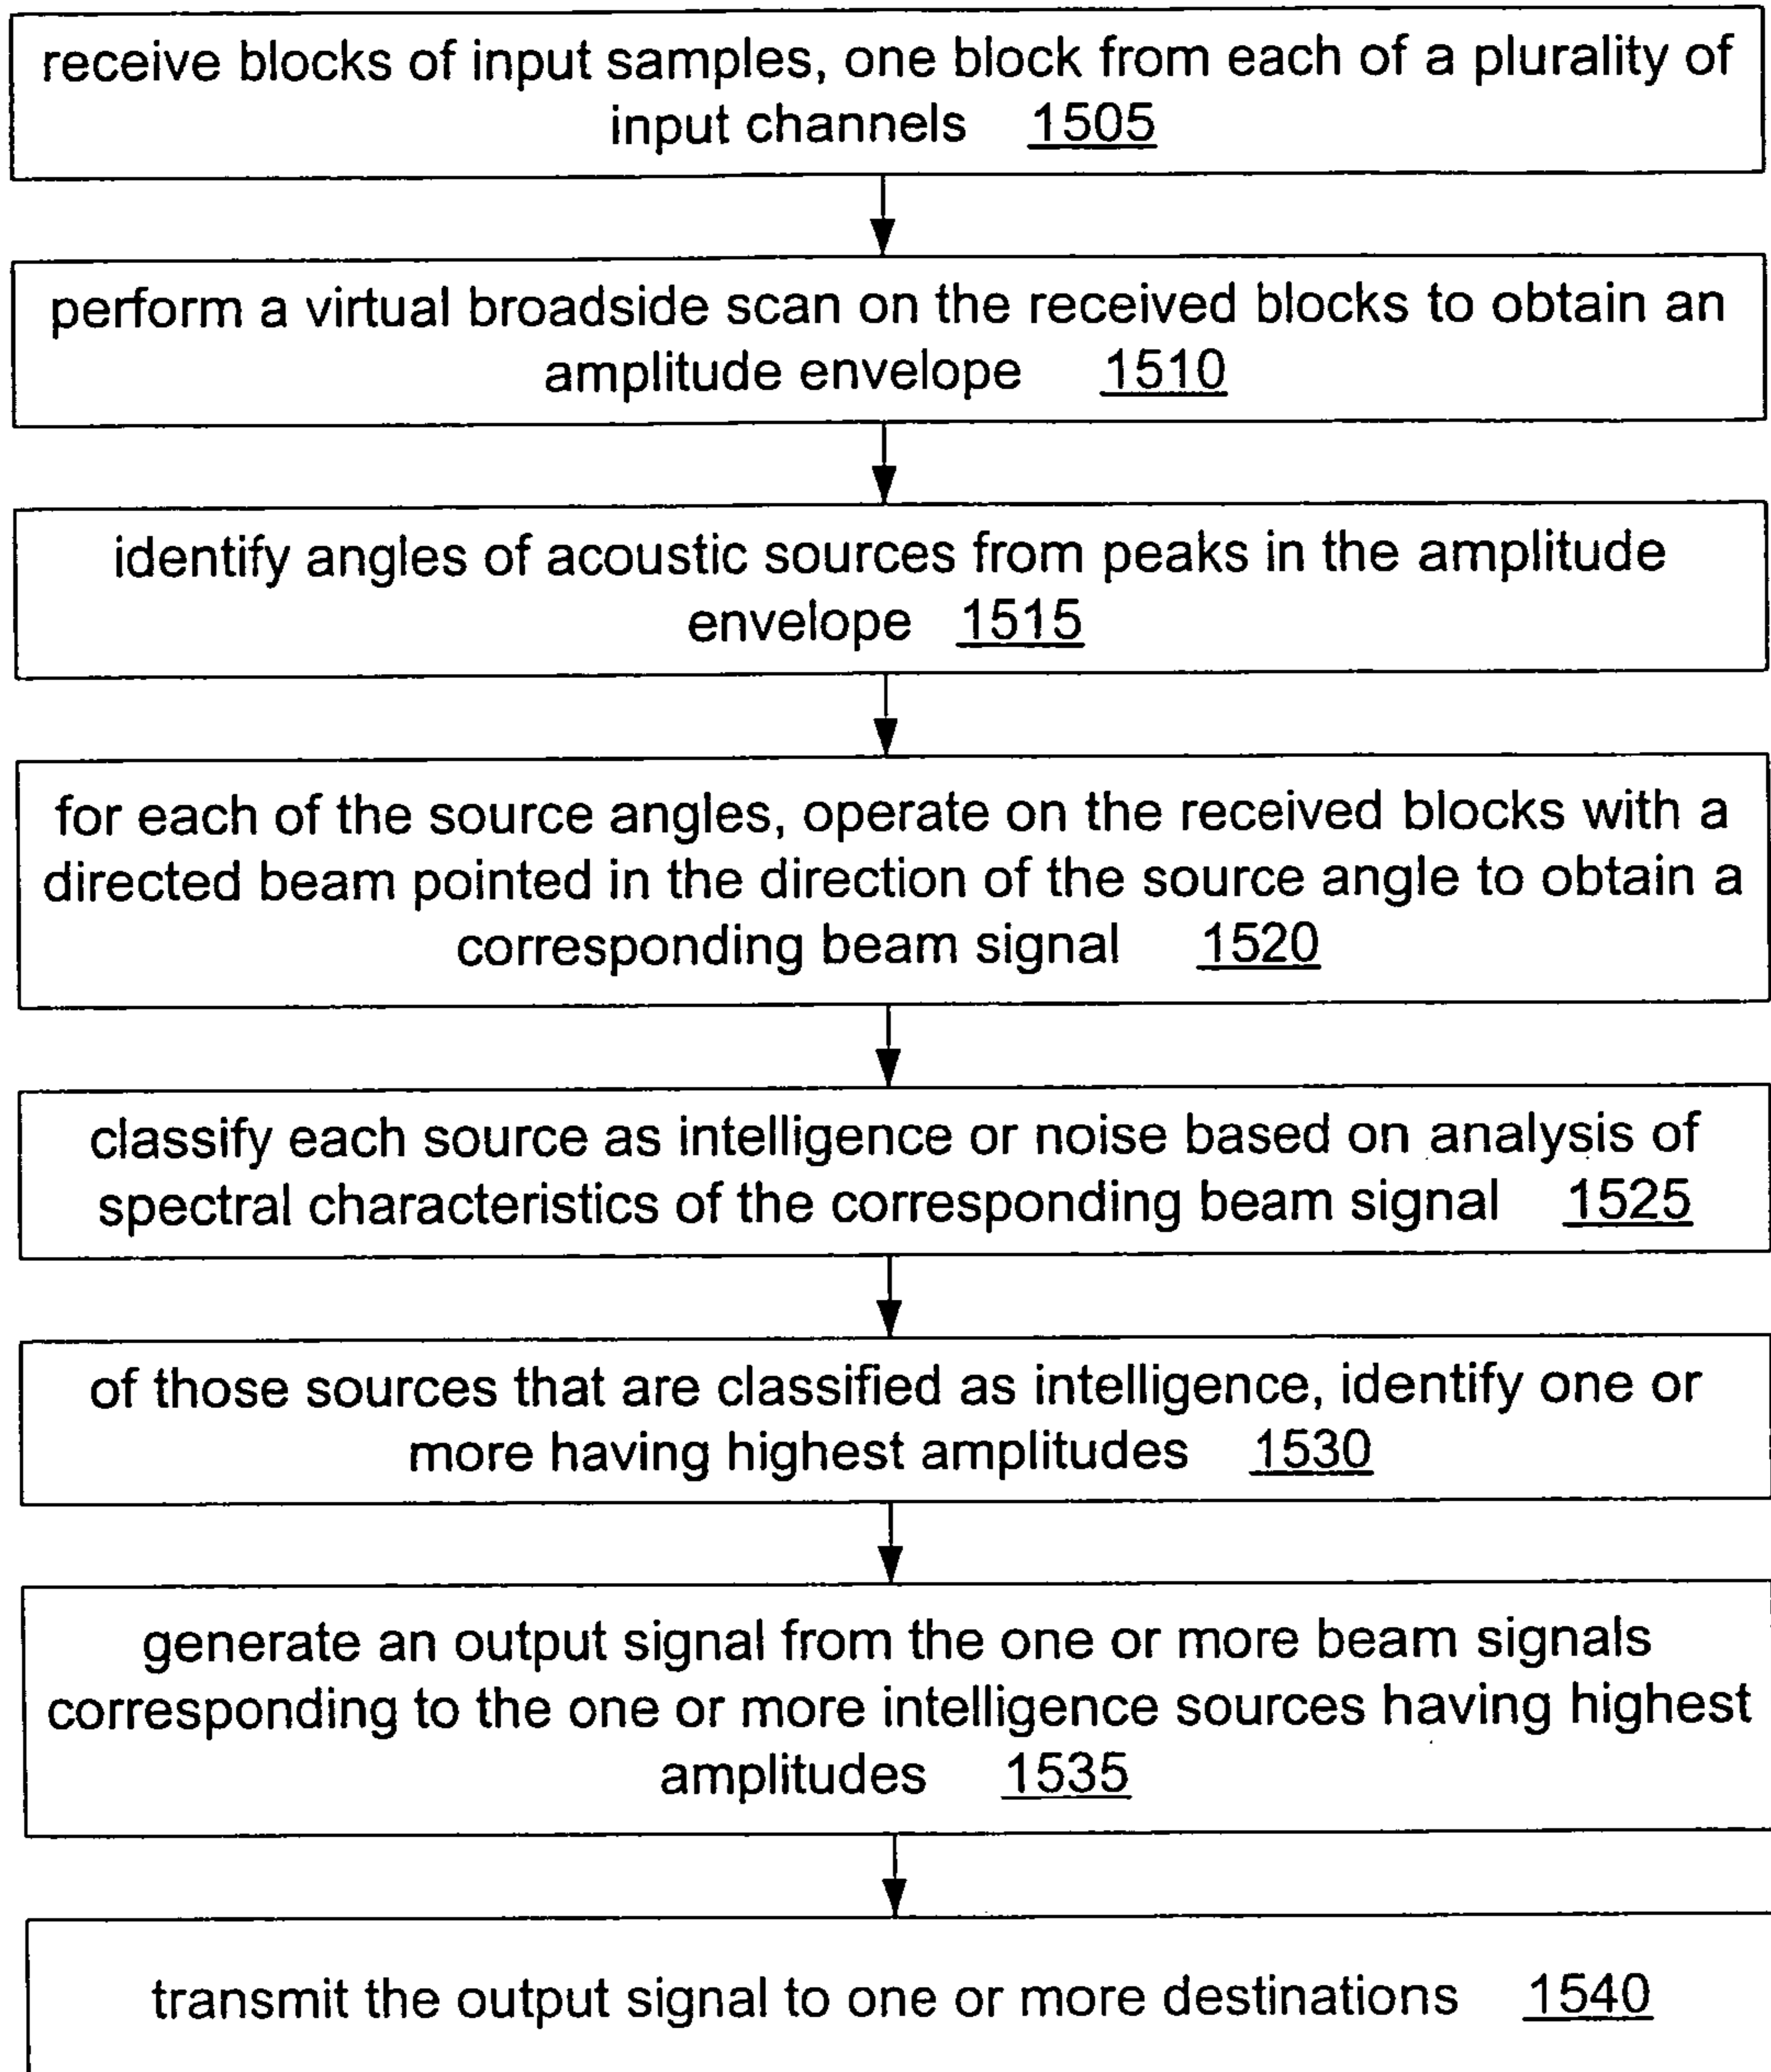 receive blocks of input samples, one block from each of a plurality of
input channels 1505
perform a virtual broadside scan on the received blocks to obtain an
amplitude envelope 1510
identify angles of acoustic sources from peaks in the amplitude
envelope 1515
for each of the source angles, operate on the received blocks with a
directed beam pointed in the direction of the source angle to obtain a
corresponding beam signal 1520
classify each source as intelligence or noise based on analysis of
spectral characteristics of the corresponding beam signal 1525
of those sources that are classified as intelligence, identify one or
more having highest amplitudes 1530
generate an output signal from the one or more beam signals
corresponding to the one or more intelligence sources having highest
amplitudes 1535
transmit the output signal to one or more destinations 1540